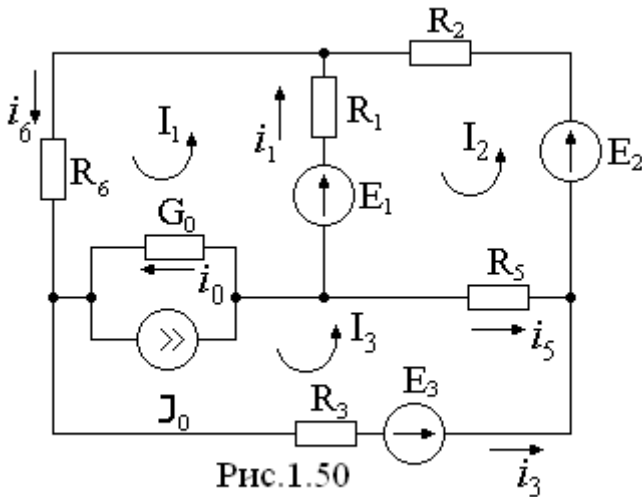 R₂
i₆
I₁
R₁
i₁
I₂
E₂
R₆
E₁
G₀
i₀
R₅
i₅
I₃
J₀
R₃
E₃
i₃
Рис.1.50